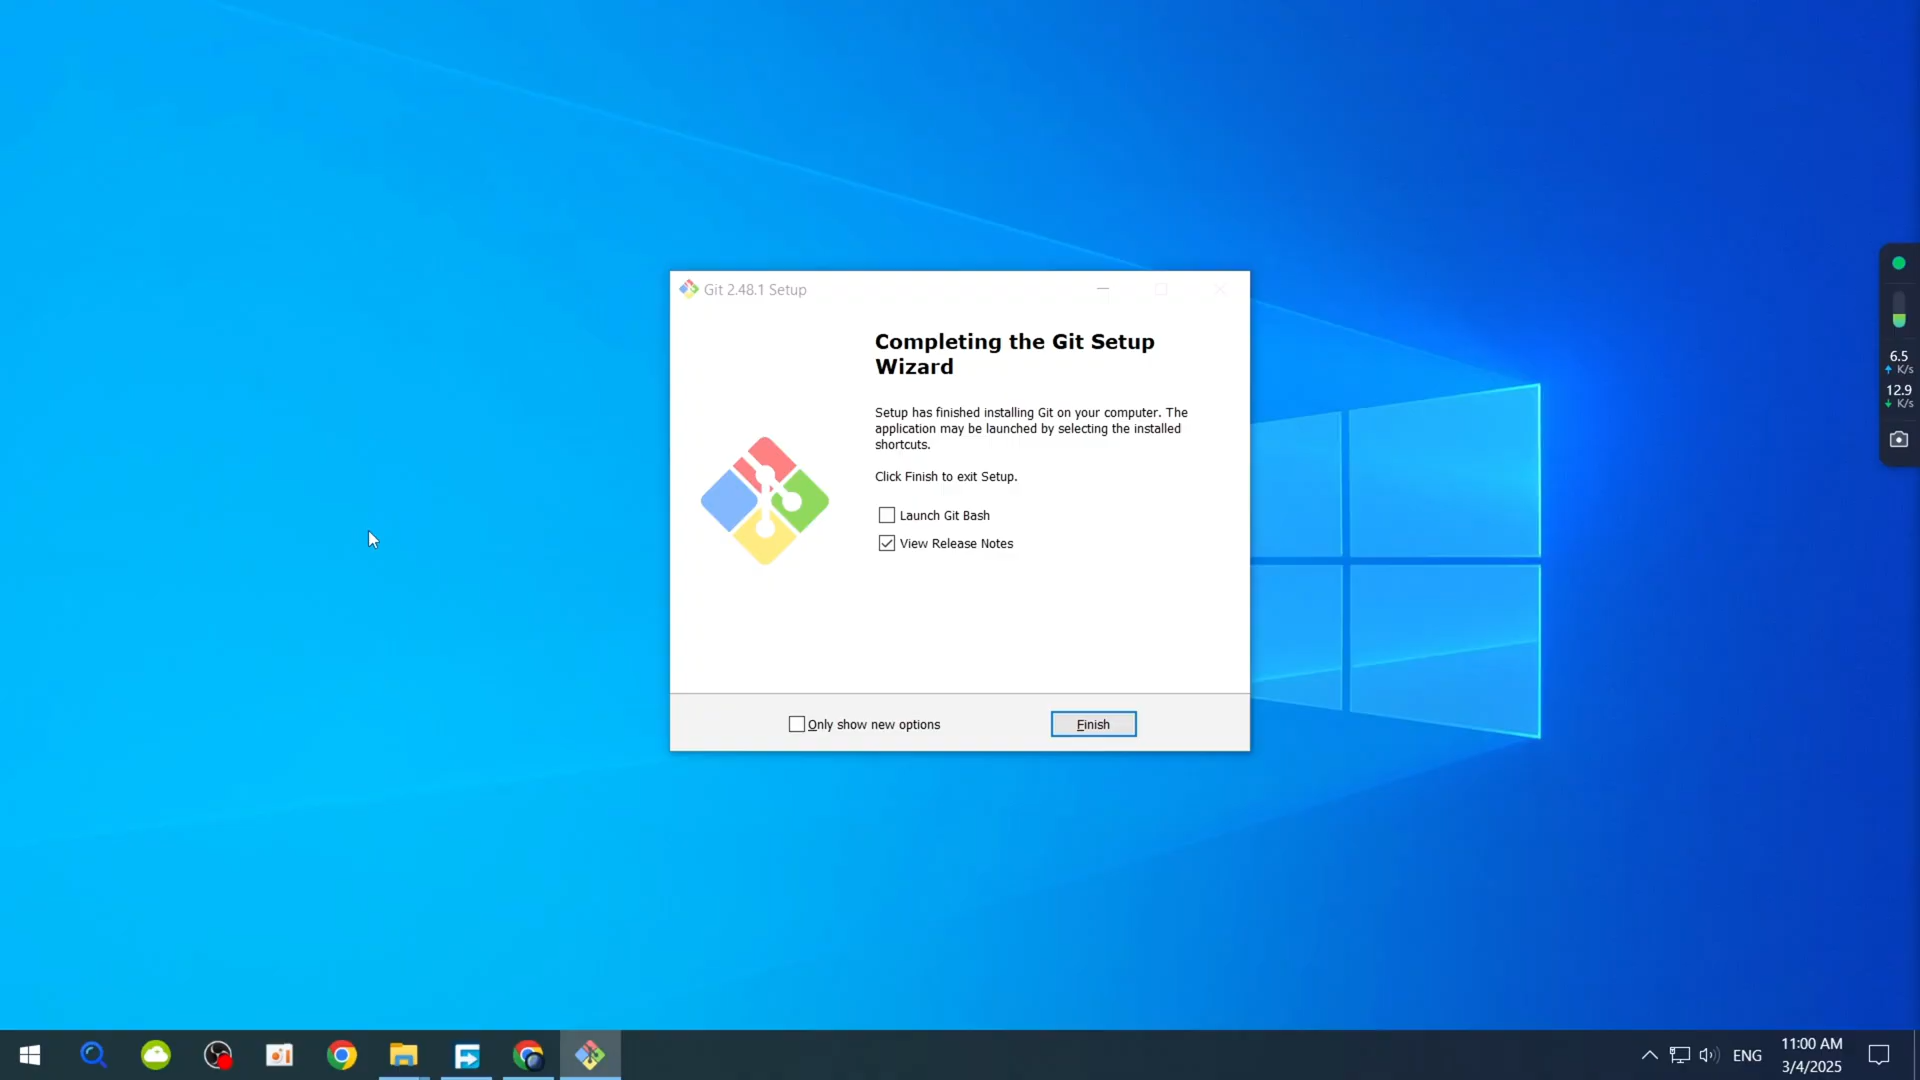 Git 2.48.1 Setup
Completing the Git Setup
Wizard
Setup has finished installing Git on your computer. The
application may be launched by selecting the installed
shortcuts.
Click Finish to exit Setup.
Launch Git Bash
View Release Notes
Only show new options
Finish
6.5
K/s
12.9
K/s
ENG
11:00 AM
3/4/2025